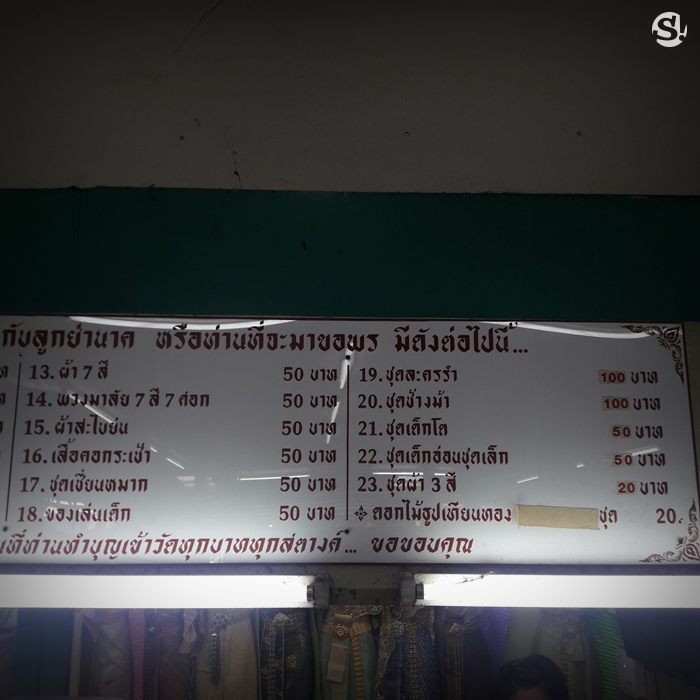 S!
กับลูกย่านาค หรือท่านที่จะมาขอพร มีดังต่อไปนี้...
13. ผ้า 7 สี 50 บาท
14. พวงมาลัย 7 สี 7 ศอก 50 บาท
15. ผ้าสะไบย่น 50 บาท
16. เสื้อคอกระเช้า 50 บาท
17. ชุดเชี่ยนหมาก 50 บาท
18. ของเล่นเด็ก 50 บาท
19. ชุดละครรำ 100 บาท
20. ชุดช้างม้า 100 บาท
21. ชุดเด็กโต 50 บาท
22. ชุดเด็กอ่อนชุดเล็ก 50 บาท
23. ชุดผ้า 3 สี 20 บาท
ดอกไม้ธูปเทียนทอง ชุด 20.-
ที่ท่านทำบุญเข้าวัดทุกบาททุกสตางค์... ขอขอบคุณ